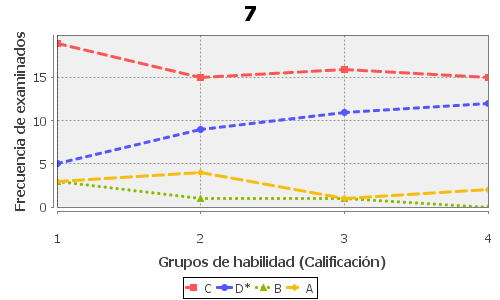 7
Frecuencia de examinados
15
10
5
0
1 2 3 4
Grupos de habilidad (Calificación)
C D* B A